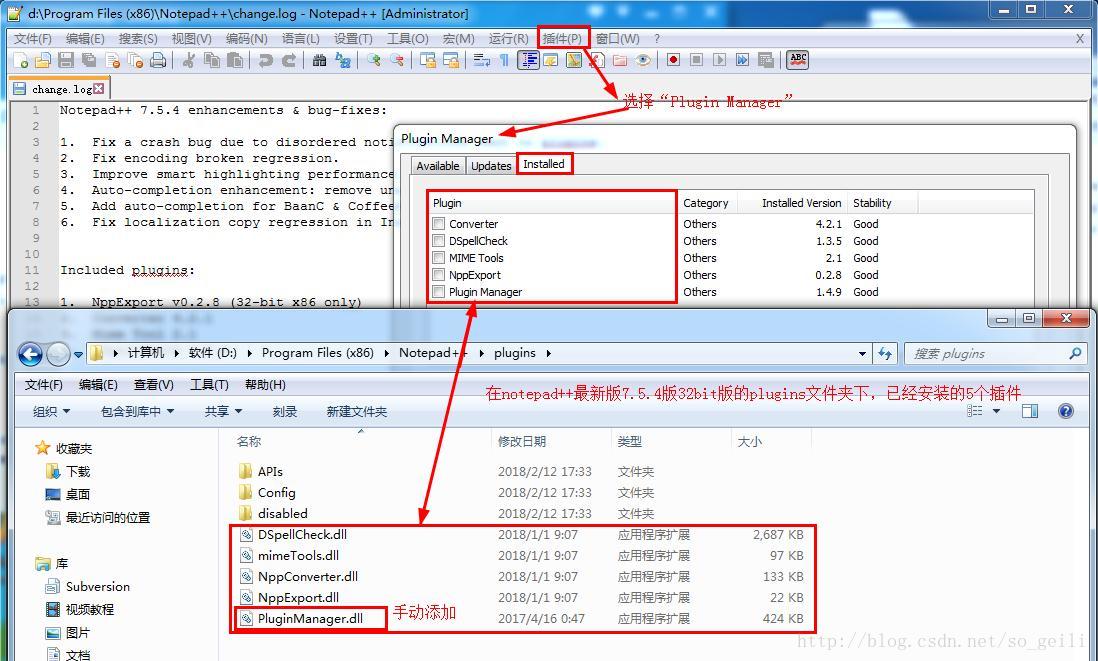 d:\Program Files (x86)\Notepad++\change.log - Notepad++ [Administrator]
文件(F) 编辑(E) 搜索(S) 视图(V) 编码(N) 语言(L) 设置(T) 工具(O) 宏(M) 运行(R) 插件(P) 窗口(W) ? X
ABC
change.log
选择“Plugin Manager”
1 Notepad++ 7.5.4 enhancements & bug-fixes:
2
3 1. Fix a crash bug due to disordered noti
4 2. Fix encoding broken regression.
5 3. Improve smart highlighting performance
6 4. Auto-completion enhancement: remove un
7 5. Add auto-completion for BaanC & Coffee
8 6. Fix localization copy regression in In
9
10
11 Included plugins:
12
13 1. NppExport v0.2.8 (32-bit x86 only)
Plugin Manager
Available Updates Installed
Plugin Category Installed Version Stability
Converter Others 4.2.1 Good
DSpellCheck Others 1.3.5 Good
MIME Tools Others 2.1 Good
NppExport Others 0.2.8 Good
Plugin Manager Others 1.4.9 Good
计算机 软件 (D:) Program Files (x86) Notepad++ plugins
搜索 plugins
文件(F) 编辑(E) 查看(V) 工具(T) 帮助(H)
在notepad++最新版7.5.4版32bit版的plugins文件夹下，已经安装的5个插件
组织 包含到库中 共享 刻录 新建文件夹
收藏夹
下载
桌面
最近访问的位置
库
Subversion
视频教程
图片
文档
名称 修改日期 类型 大小
APIs 2018/2/12 17:33 文件夹
Config 2018/2/12 17:33 文件夹
disabled 2018/2/12 17:33 文件夹
DSpellCheck.dll 2018/1/1 9:07 应用程序扩展 2,687 KB
mimeTools.dll 2018/1/1 9:07 应用程序扩展 97 KB
NppConverter.dll 2018/1/1 9:07 应用程序扩展 133 KB
NppExport.dll 2018/1/1 9:07 应用程序扩展 22 KB
PluginManager.dll 2017/4/16 0:47 应用程序扩展 424 KB
手动添加
http://blog.csdn.net/so_geili